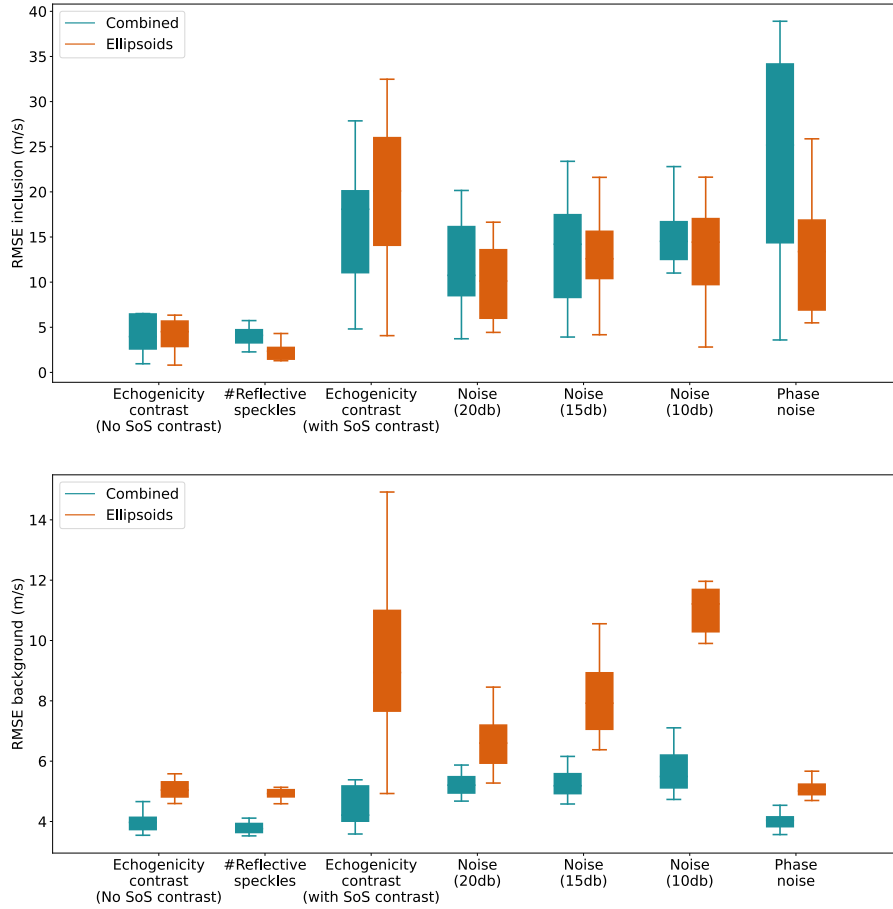 Combined
Ellipsoids
RMSE inclusion (m/s)
40
35
30
25
20
15
10
5
0
Echogenicity
contrast
(No SoS contrast)
#Reflective
speckles
Echogenicity
contrast
(with SoS contrast)
Noise
(20db)
Noise
(15db)
Noise
(10db)
Phase
noise
Combined
Ellipsoids
RMSE background (m/s)
14
12
10
8
6
4
Echogenicity
contrast
(No SoS contrast)
#Reflective
speckles
Echogenicity
contrast
(with SoS contrast)
Noise
(20db)
Noise
(15db)
Noise
(10db)
Phase
noise